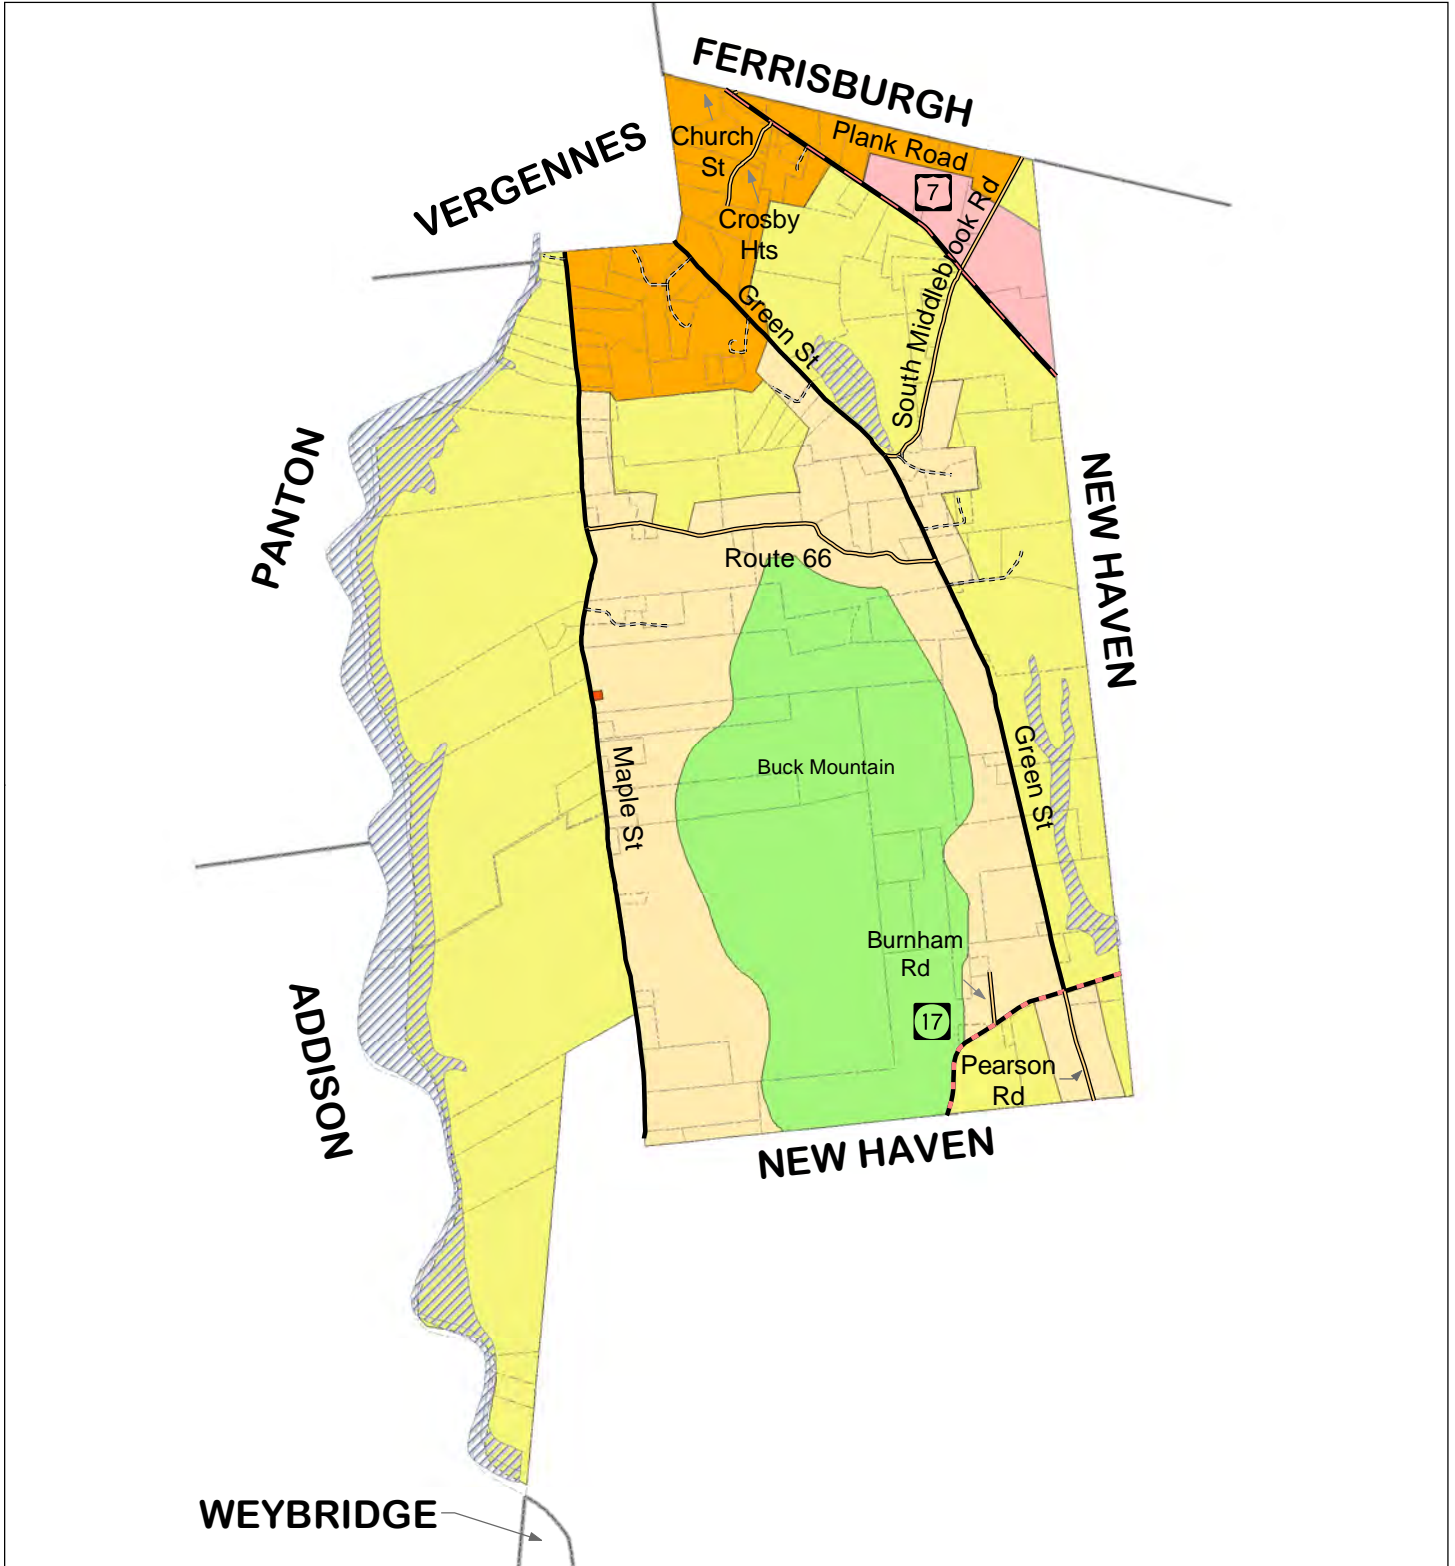 FERRISBURGH
VERGENNES
Church
St
Plank Road
7
Crosby
Hts
South Middlebrook Rd
Green St
PANTON
NEW HAVEN
Route 66
Buck Mountain
Maple St
Green St
Burnham
Rd
17
ADDISON
Pearson
Rd
NEW HAVEN
WEYBRIDGE